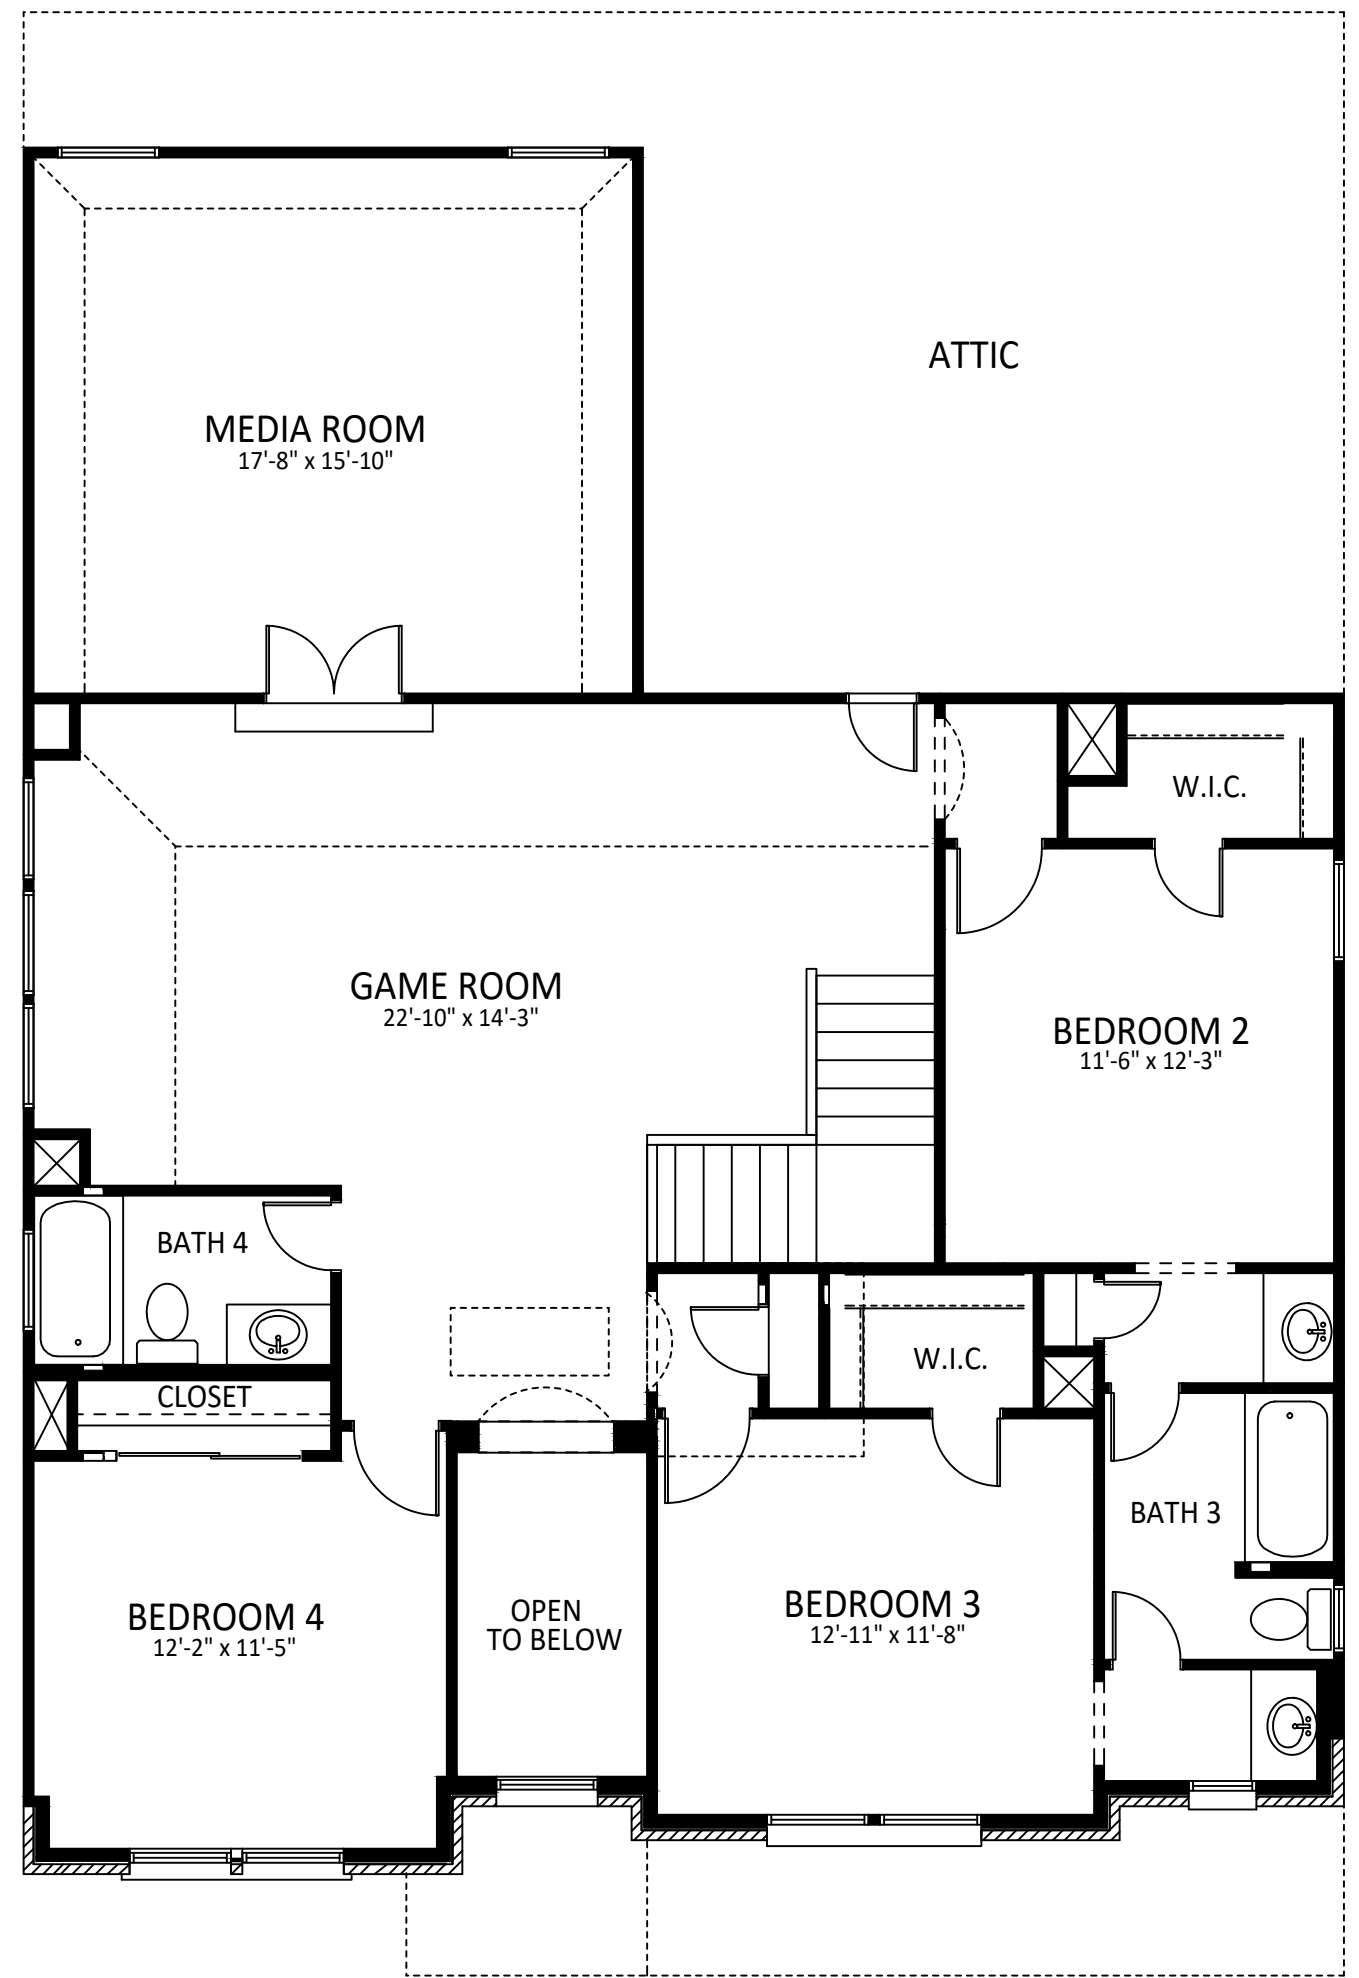 ATTIC
MEDIA ROOM
17'-8" x 15'-10"
W.I.C.
GAME ROOM
22'-10" x 14'-3"
BEDROOM 2
11'-6" x 12'-3"
BATH 4
W.I.C.
CLOSET
BATH 3
BEDROOM 4
12'-2" x 11'-5"
OPEN
TO BELOW
BEDROOM 3
12'-11" x 11'-8"